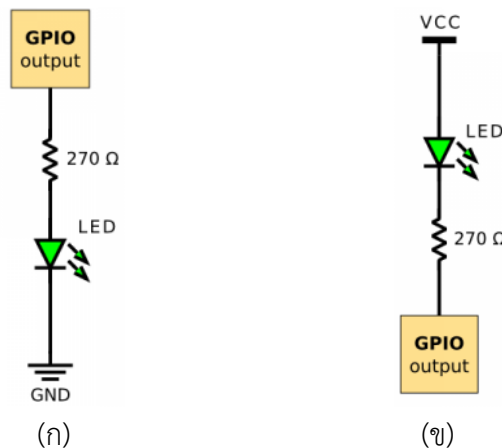 GPIO
output
270 Ω
LED
GND
(ก)
VCC
LED
270 Ω
GPIO
output
(ข)